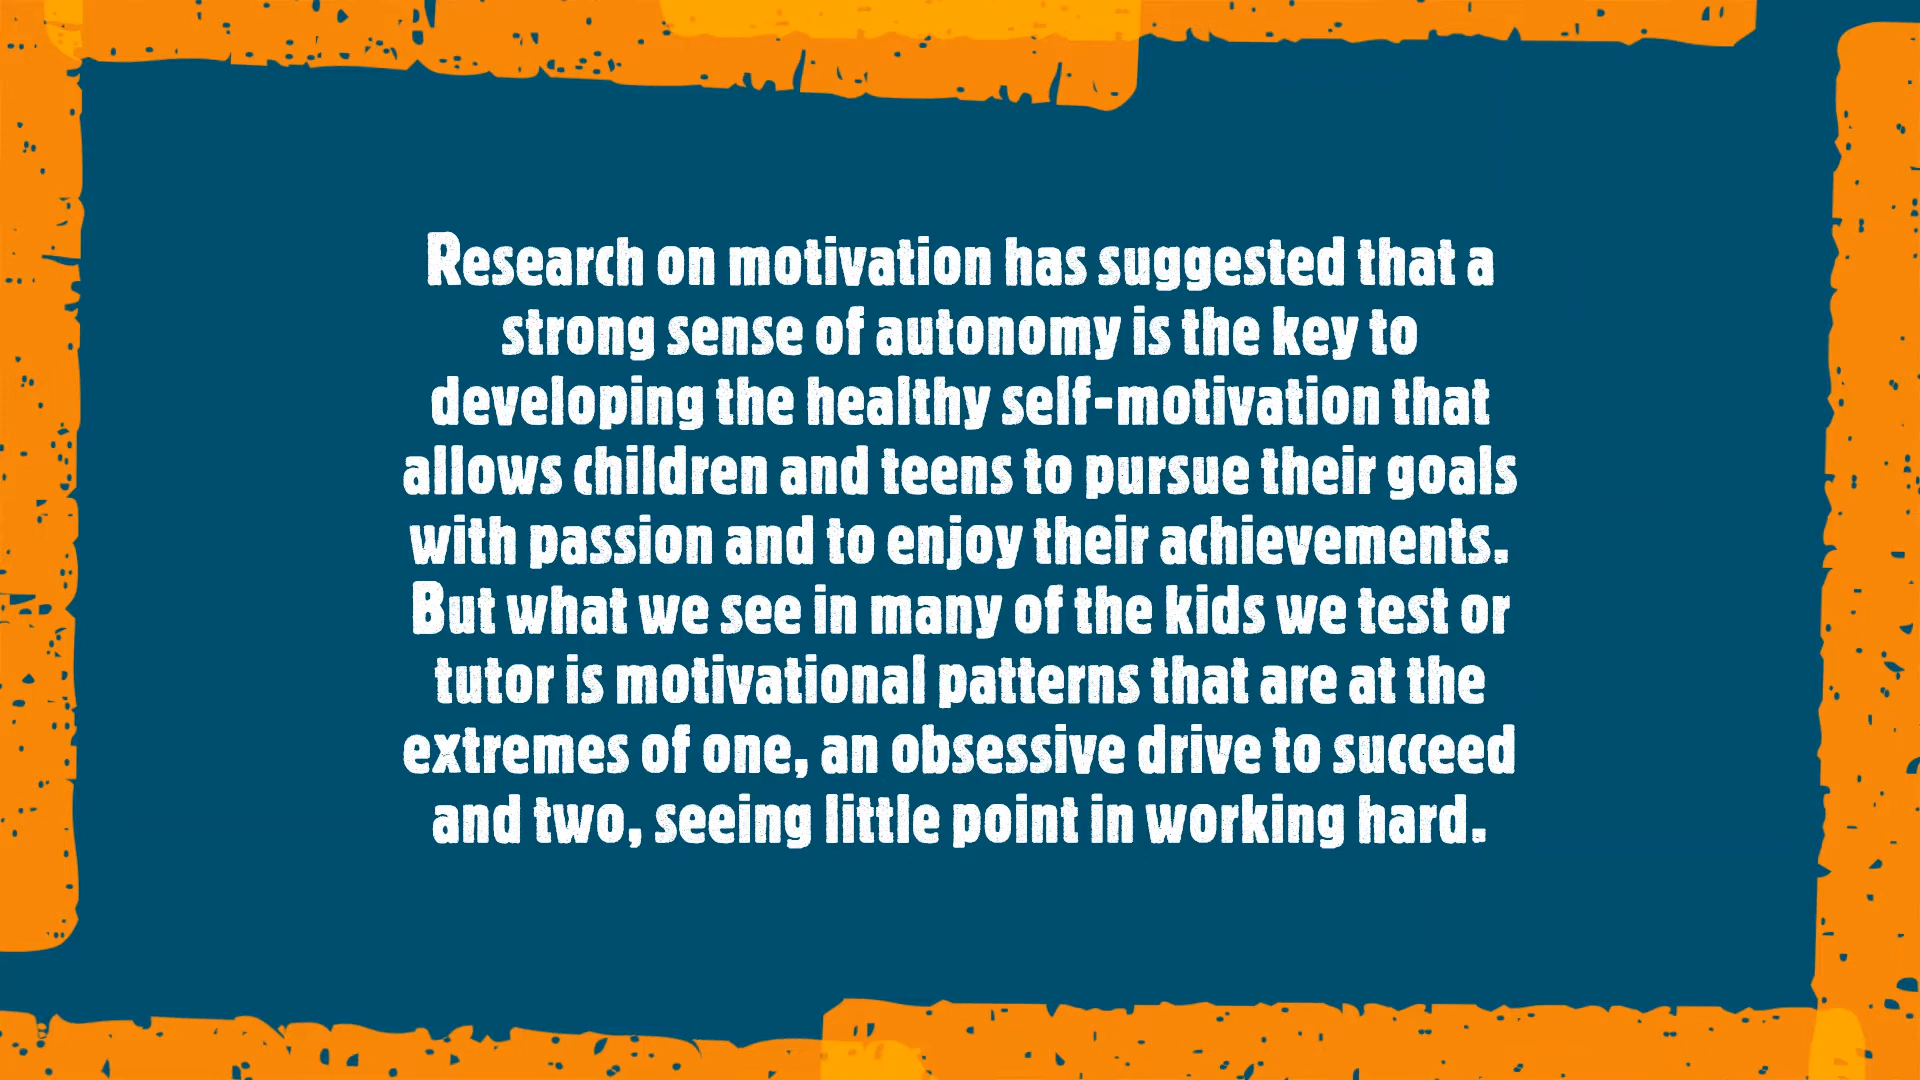 Research on motivation has suggested that a
strong sense of autonomy is the key to
developing the healthy self-motivation that
allows children and teens to pursue their goals
with passion and to enjoy their achievements.
But what we see in many of the kids we test or
tutor is motivational patterns that are at the
extremes of one, an obsessive drive to succeed
and two, seeing little point in working hard.